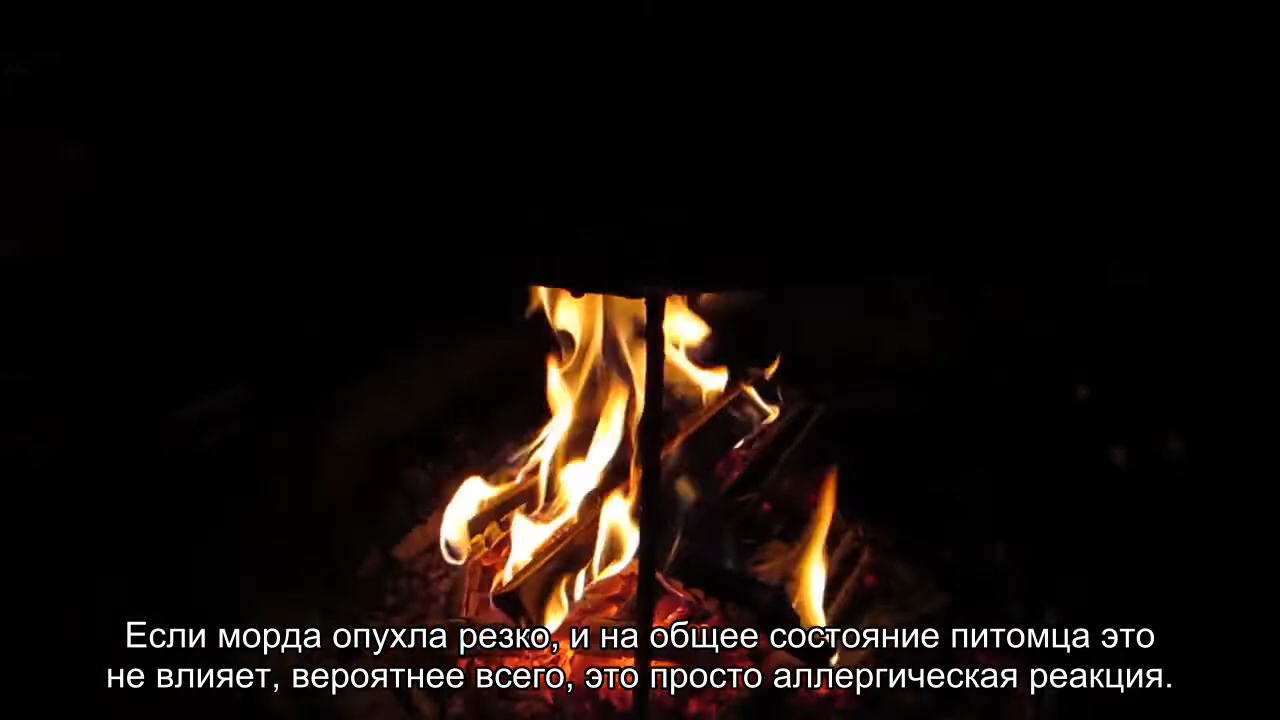 Если морда опухла резко, и на общее состояние питомца это
не влияет, вероятнее всего, это просто аллергическая реакция.